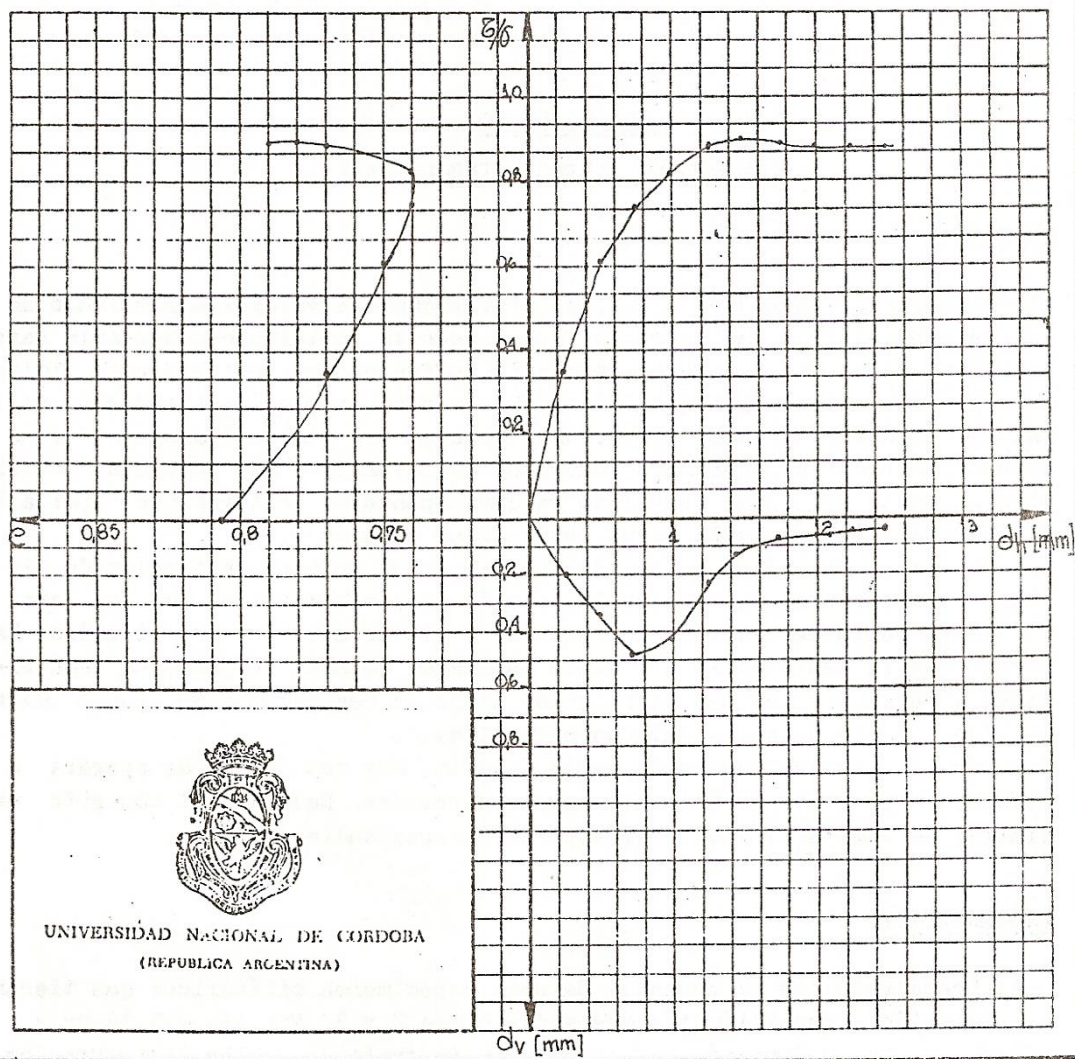 τ/σ
1,0
0,8
0,6
0,4
0,2
e 0,85 0,8 0,75 1 2 3
dh [mm]
0,2
0,4
0,6
0,8
UNIVERSIDAD NACIONAL DE CORDOBA
(REPUBLICA ARGENTINA)
dv [mm]